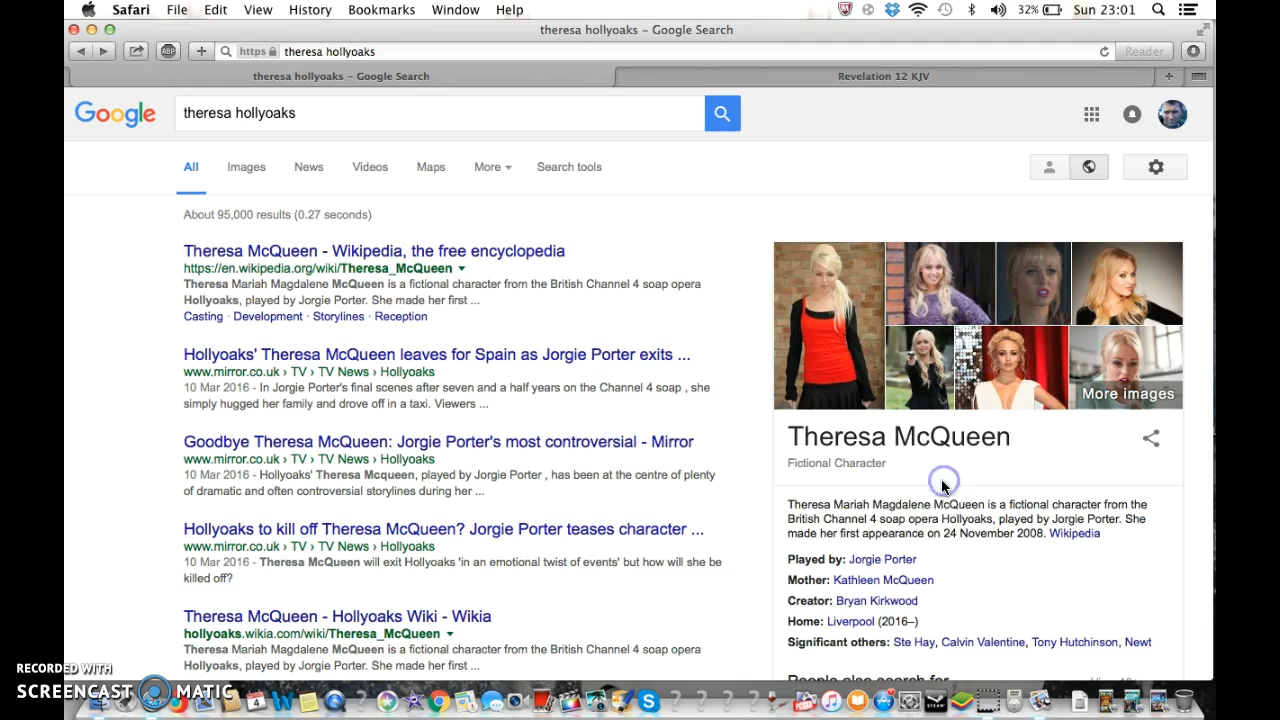 Safari File Edit View History Bookmarks Window Help 32% Sun 23:01
theresa hollyoaks – Google Search
ABP + https theresa hollyoaks Reader
theresa hollyoaks – Google Search Revelation 12 KJV +
Google theresa hollyoaks
All Images News Videos Maps More Search tools
About 95,000 results (0.27 seconds)
Theresa McQueen - Wikipedia, the free encyclopedia
https://en.wikipedia.org/wiki/Theresa_McQueen
Theresa Mariah Magdalene McQueen is a fictional character from the British Channel 4 soap opera
Hollyoaks, played by Jorgie Porter. She made her first ...
Casting · Development · Storylines · Reception
Hollyoaks' Theresa McQueen leaves for Spain as Jorgie Porter exits ...
www.mirror.co.uk › TV › TV News › Hollyoaks
10 Mar 2016 - In Jorgie Porter's final scenes after seven and a half years on the Channel 4 soap , she
simply hugged her family and drove off in a taxi. Viewers ...
Goodbye Theresa McQueen: Jorgie Porter's most controversial - Mirror
www.mirror.co.uk › TV › TV News › Hollyoaks
10 Mar 2016 - Hollyoaks' Theresa Mcqueen, played by Jorgie Porter , has been at the centre of plenty
of dramatic and often controversial storylines during her ...
Hollyoaks to kill off Theresa McQueen? Jorgie Porter teases character ...
www.mirror.co.uk › TV › TV News › Hollyoaks
10 Mar 2016 - Theresa McQueen will exit Hollyoaks 'in an emotional twist of events' but how will she be
killed off?
Theresa McQueen - Hollyoaks Wiki - Wikia
hollyoaks.wikia.com/wiki/Theresa_McQueen
Theresa Mariah Magdalene McQueen is a fictional character from the British Channel 4 soap opera
Hollyoaks, played by Jorgie Porter. She made her first ...
More images
Theresa McQueen
Fictional Character
Theresa Mariah Magdalene McQueen is a fictional character from the
British Channel 4 soap opera Hollyoaks, played by Jorgie Porter. She
made her first appearance on 24 November 2008. Wikipedia
Played by: Jorgie Porter
Mother: Kathleen McQueen
Creator: Bryan Kirkwood
Home: Liverpool (2016–)
Significant others: Ste Hay, Calvin Valentine, Tony Hutchinson, Newt
People also search for
RECORDED WITH
SCREENCAST MATIC